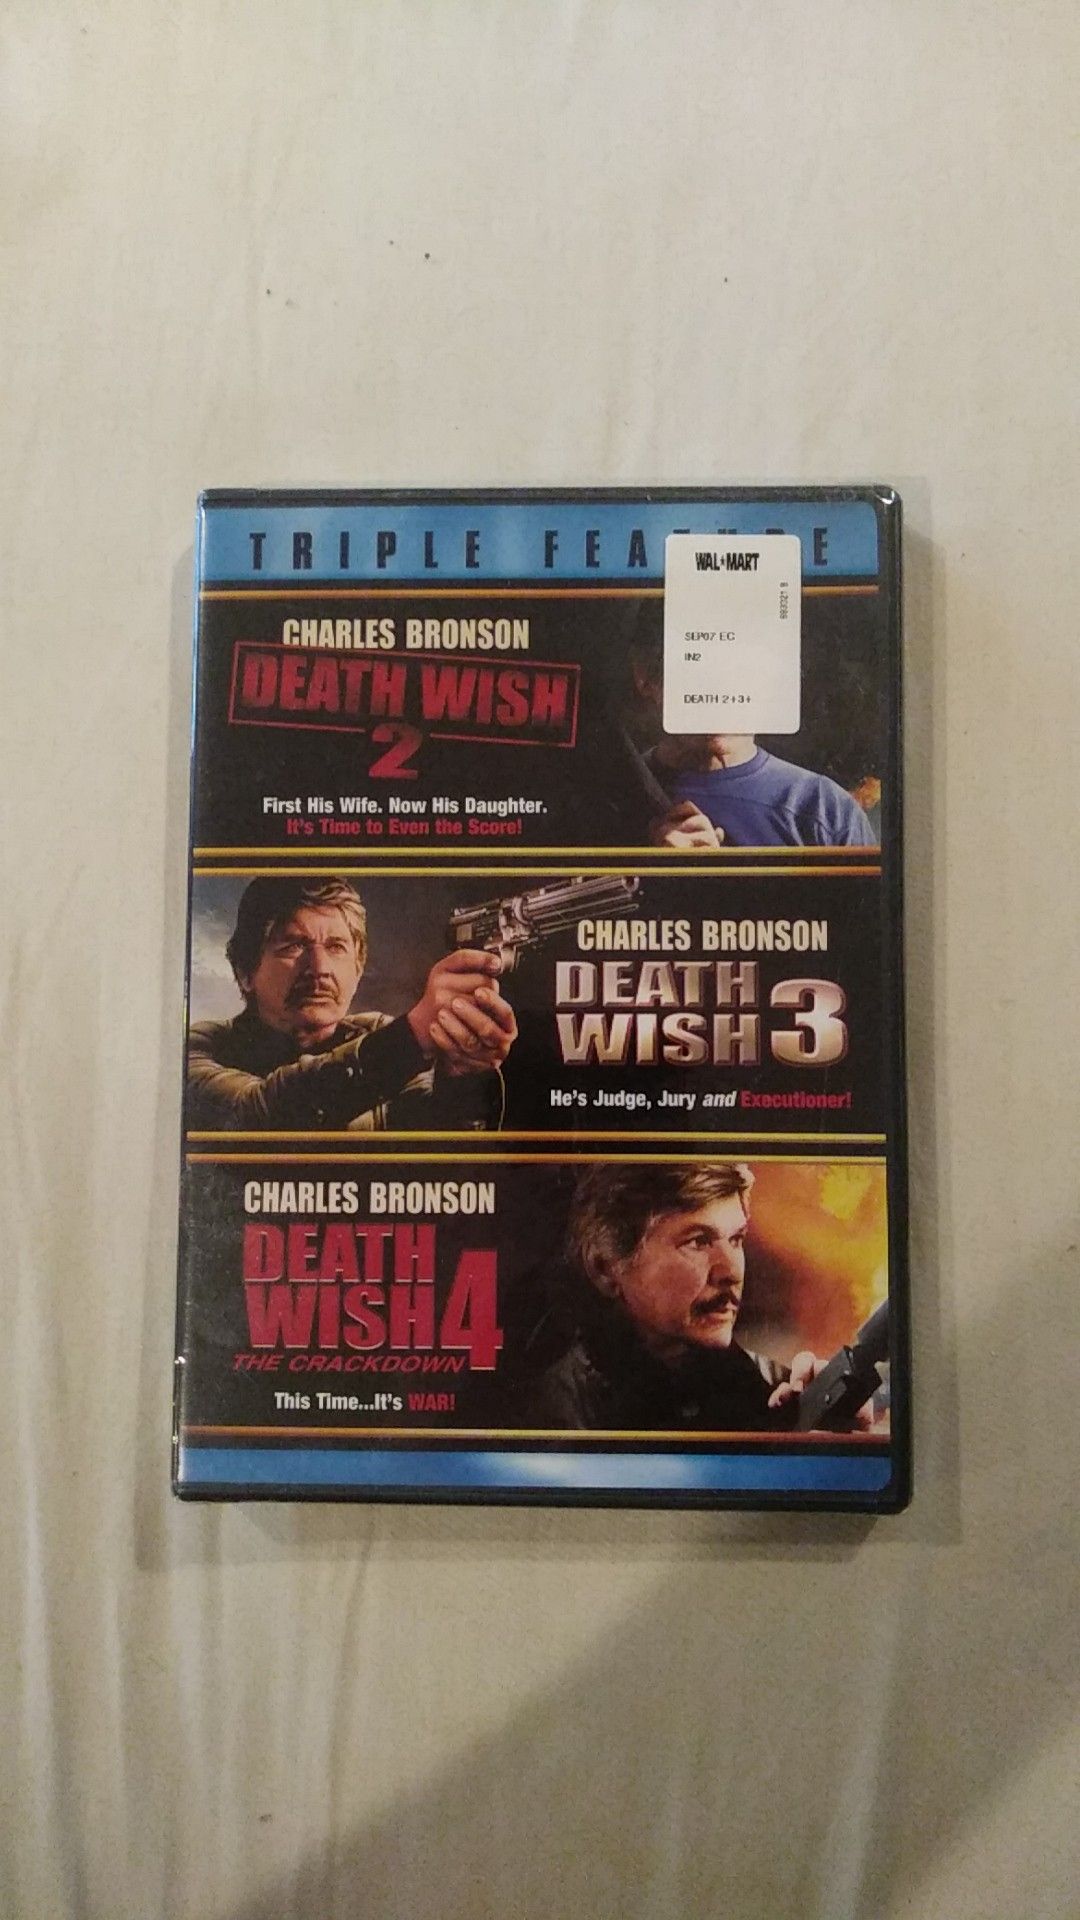 TRIPLE FEATURE
WAL★MART
SEP07 EC
IN2
DEATH 2+3+
CHARLES BRONSON
DEATH WISH
2
First His Wife. Now His Daughter.
It's Time to Even the Score!
CHARLES BRONSON
DEATH
WISH 3
He's Judge, Jury and Executioner!
CHARLES BRONSON
DEATH
WISH 4
THE CRACKDOWN
This Time...It's WAR!